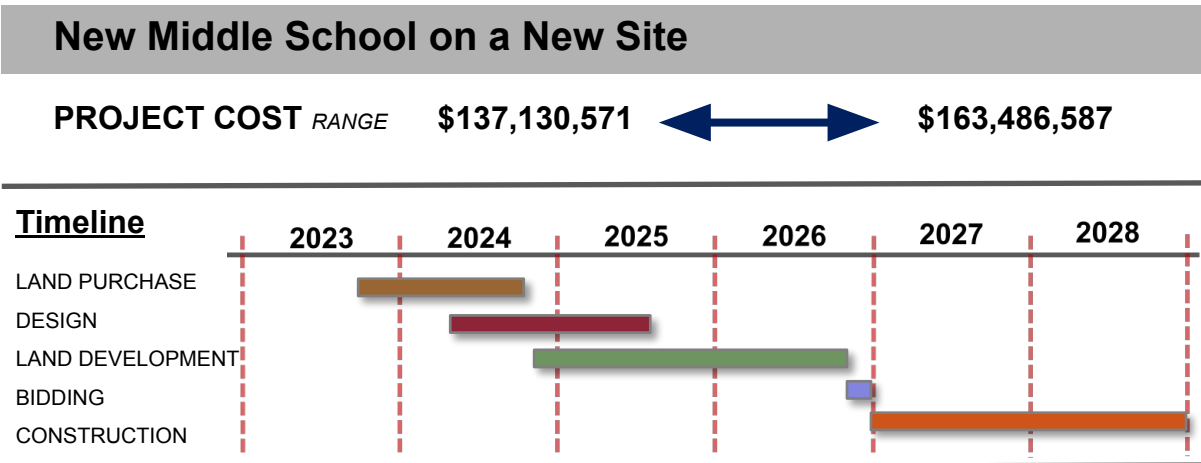 New Middle School on a New Site
PROJECT COST RANGE $137,130,571 $163,486,587
Timeline
2023 2024 2025 2026 2027 2028
LAND PURCHASE
DESIGN
LAND DEVELOPMENT
BIDDING
CONSTRUCTION